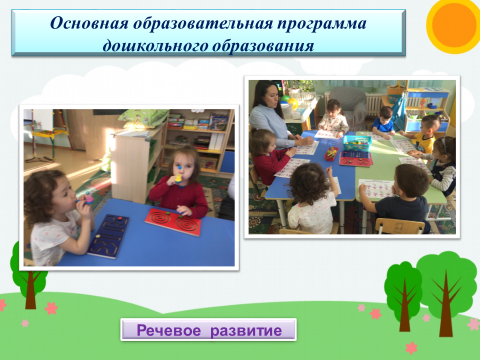 Основная образовательная программа
дошкольного образования
Речевое развитие